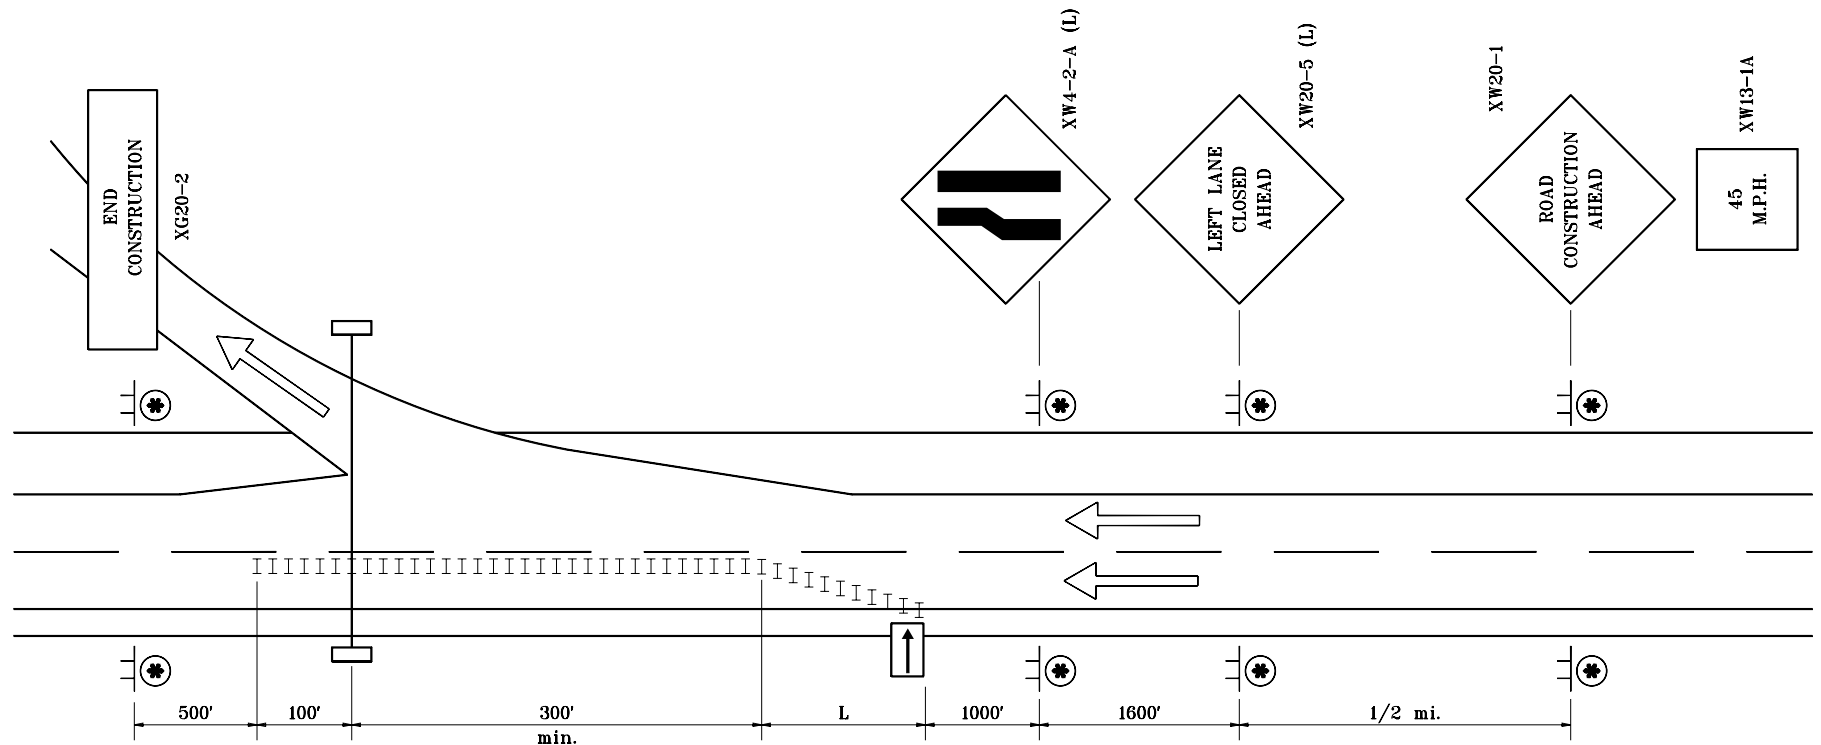 END
CONSTRUCTION
XG20-2
XW4-2-A (L)
LEFT LANE
CLOSED
AHEAD
XW20-5 (L)
ROAD
CONSTRUCTION
AHEAD
XW20-1
45
M.P.H.
XW13-1A
500' 100' 300' L 1000' 1600' 1/2 mi.
min.